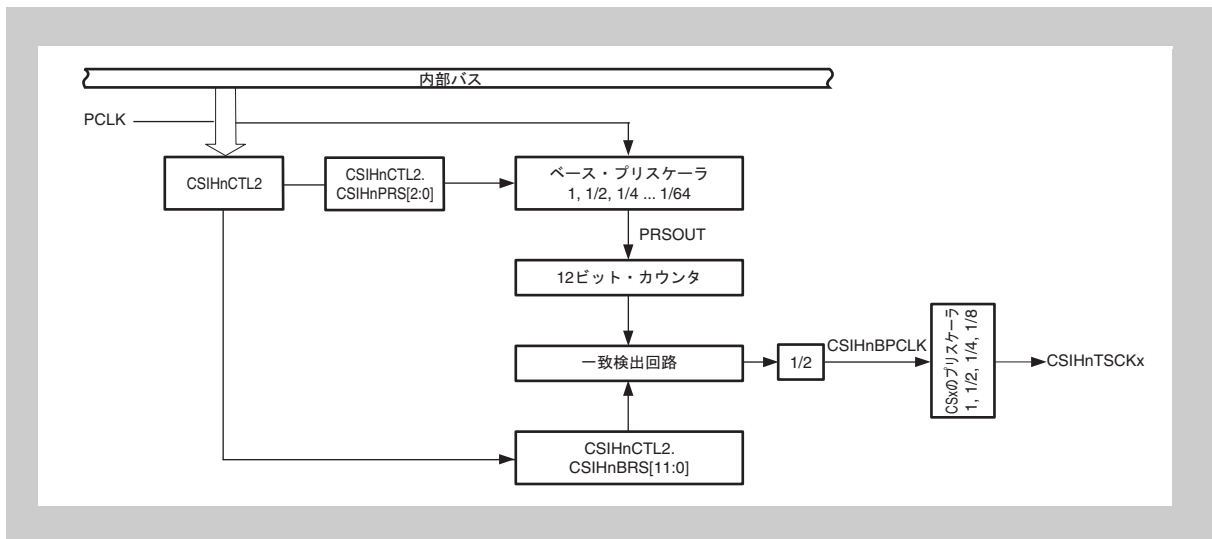 内部バス
PCLK
CSIHnCTL2
CSIHnCTL2.
CSIHnPRS[2:0]
ベース・プリスケーラ
1, 1/2, 1/4 ... 1/64
PRSOUT
12ビット・カウンタ
一致検出回路
1/2
CSIHnBPCLK
CSxのプリスケーラ
1, 1/2, 1/4, 1/8
CSIHnTSCKx
CSIHnCTL2.
CSIHnBRS[11:0]